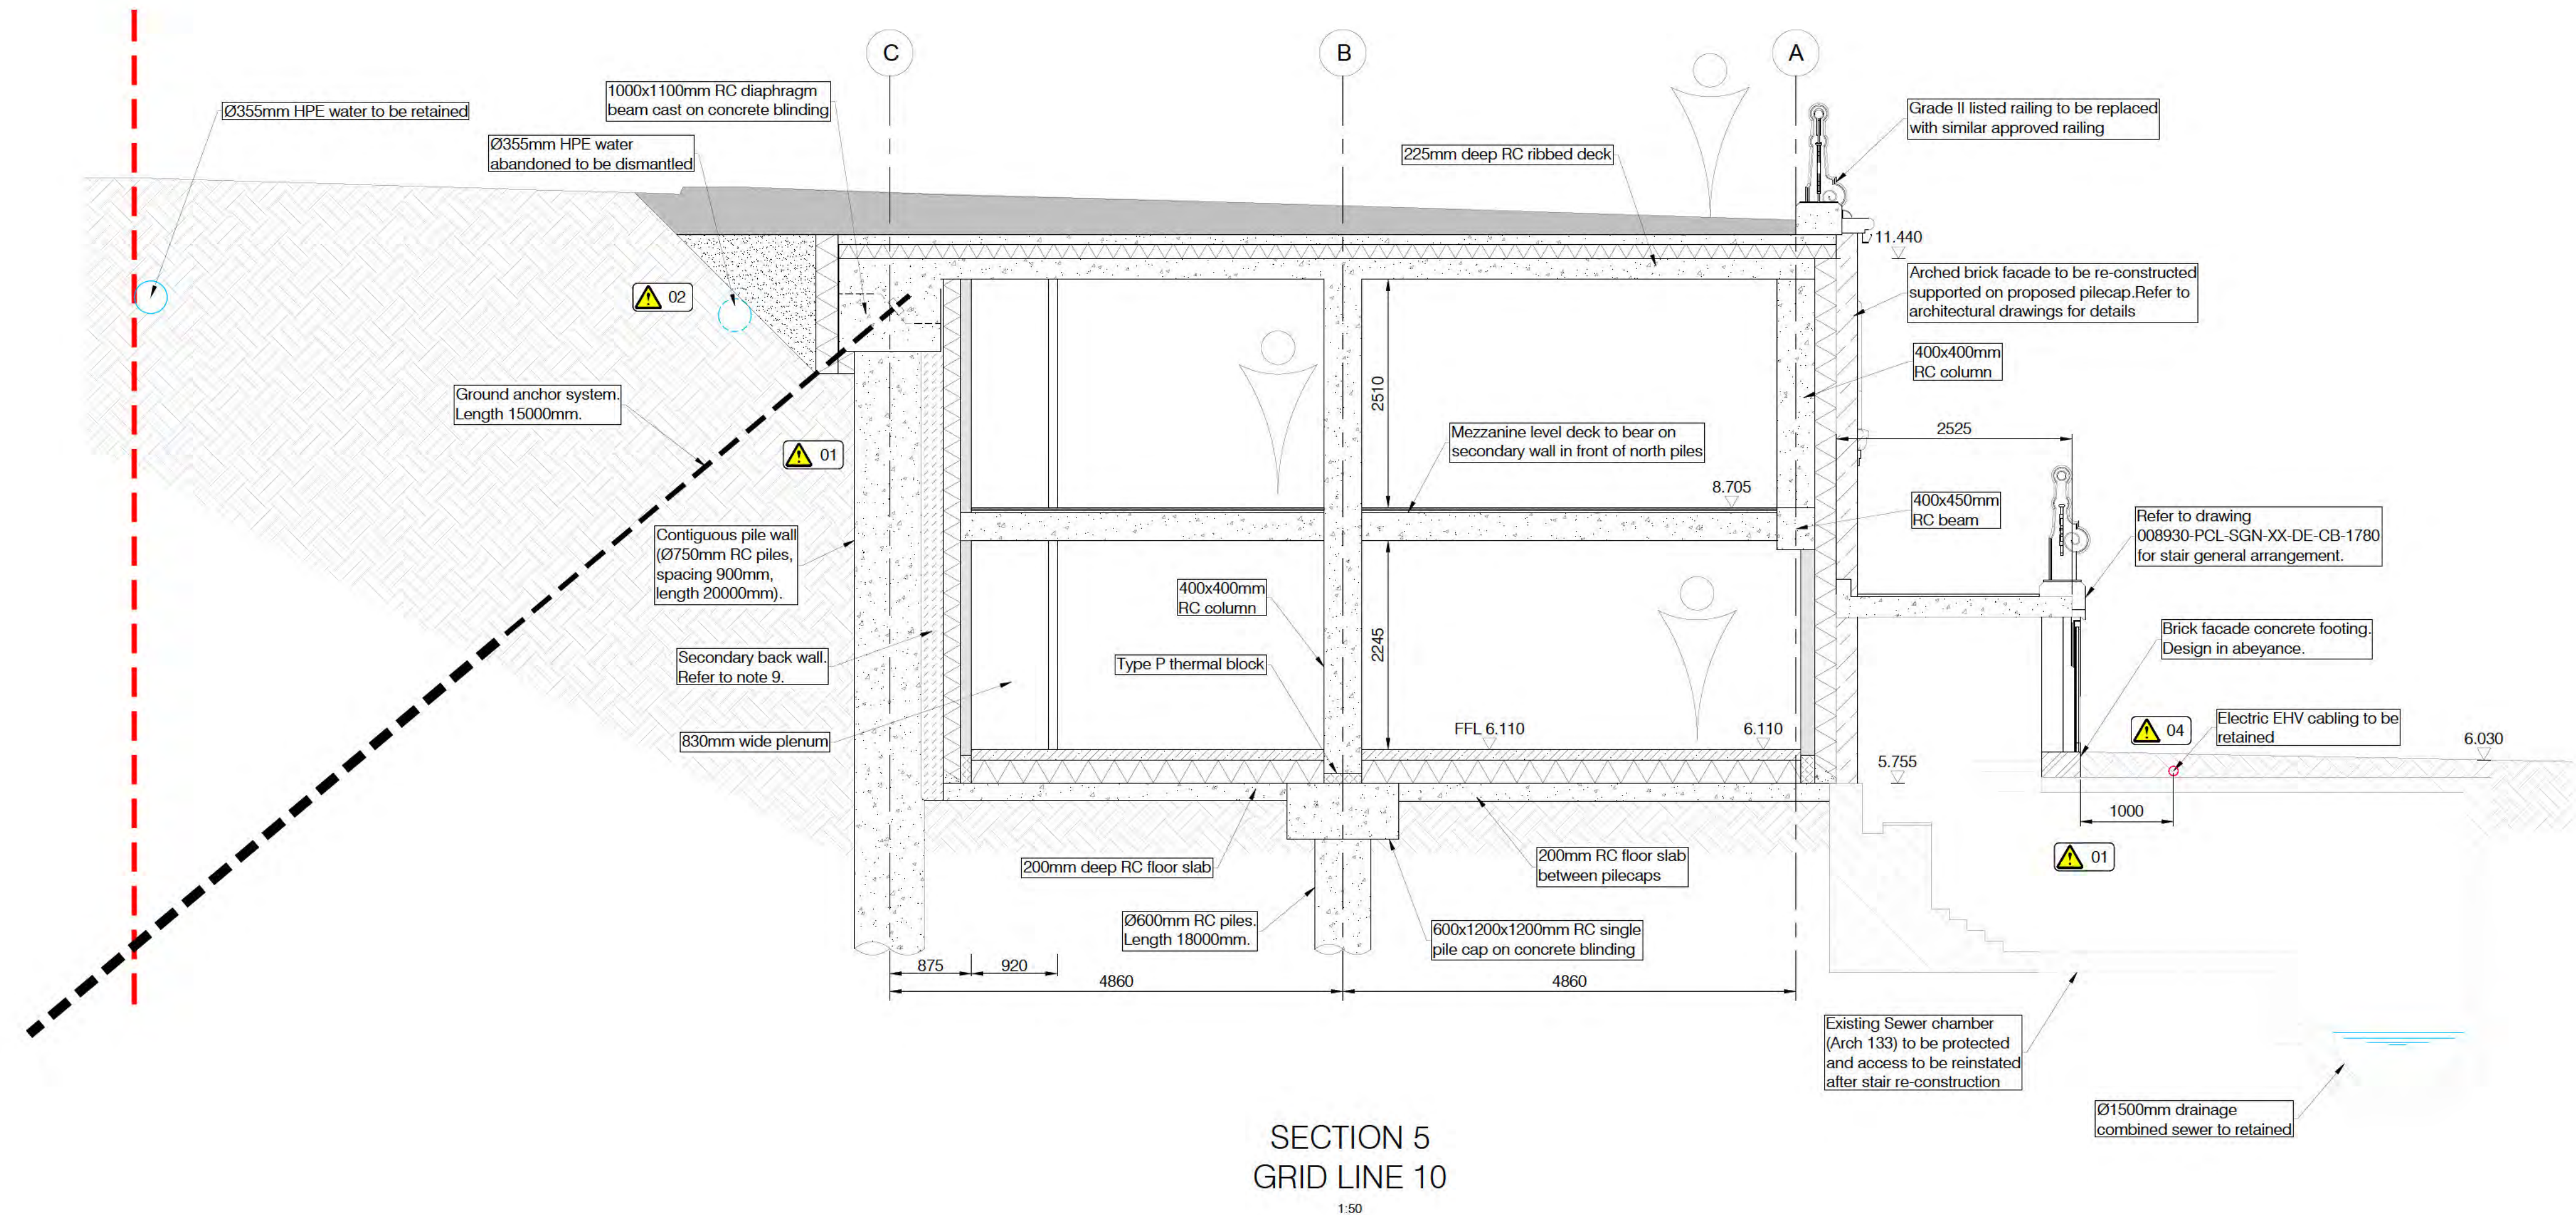 C
B
A
Ø355mm HPE water to be retained
1000x1100mm RC diaphragm
beam cast on concrete blinding
Ø355mm HPE water
abandoned to be dismantled
225mm deep RC ribbed deck
Grade II listed railing to be replaced
with similar approved railing
11.440
Arched brick facade to be re-constructed
supported on proposed pilecap.Refer to
architectural drawings for details
02
400x400mm
RC column
Ground anchor system.
Length 15000mm.
2510
01
Mezzanine level deck to bear on
secondary wall in front of north piles
2525
8.705
400x450mm
RC beam
Refer to drawing
008930-PCL-SGN-XX-DE-CB-1780
for stair general arrangement.
Contiguous pile wall
(Ø750mm RC piles,
spacing 900mm,
length 20000mm).
400x400mm
RC column
2245
Brick facade concrete footing.
Design in abeyance.
Secondary back wall.
Refer to note 9.
Type P thermal block
830mm wide plenum
FFL 6.110
6.110
04
Electric EHV cabling to be
retained
6.030
5.755
1000
01
200mm deep RC floor slab
200mm RC floor slab
between pilecaps
Ø600mm RC piles.
Length 18000mm.
600x1200x1200mm RC single
pile cap on concrete blinding
875
920
4860
4860
Existing Sewer chamber
(Arch 133) to be protected
and access to be reinstated
after stair re-construction
Ø1500mm drainage
combined sewer to retained
SECTION 5
GRID LINE 10
1:50